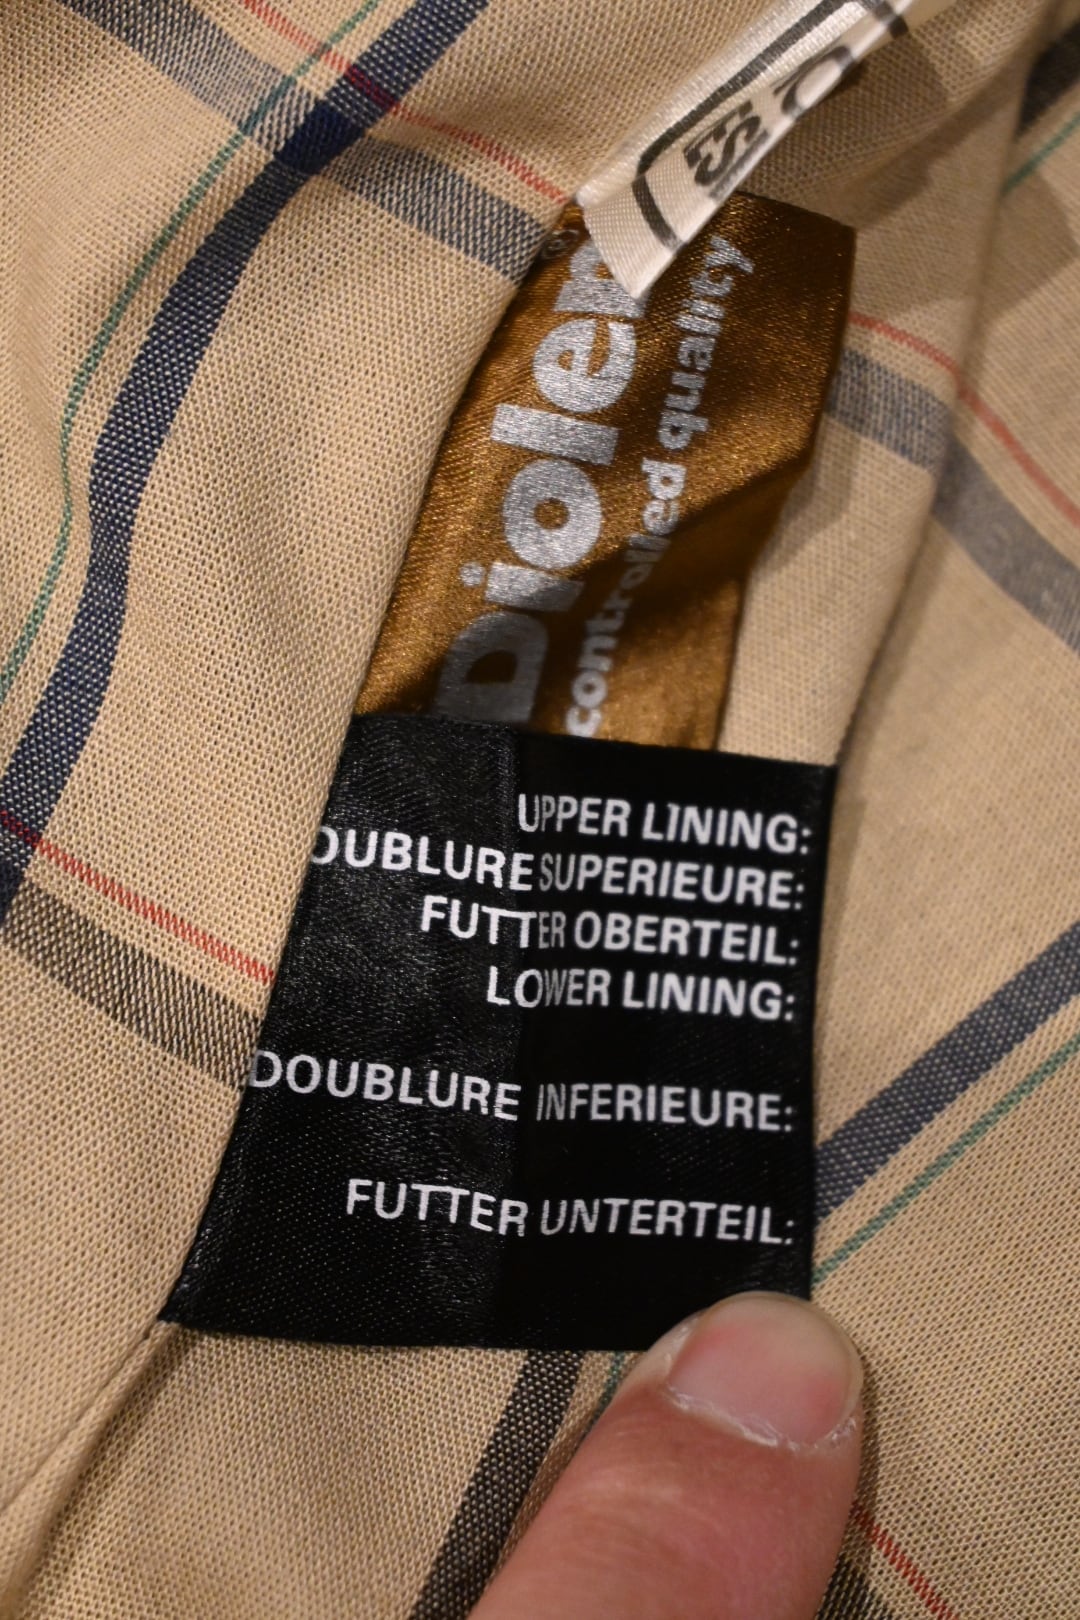 Diolen
controlled quality
UPPER LINING:
DOUBLURE SUPERIEURE:
FUTTER OBERTEIL:
LOWER LINING:
DOUBLURE INFERIEURE:
FUTTER UNTERTEIL: